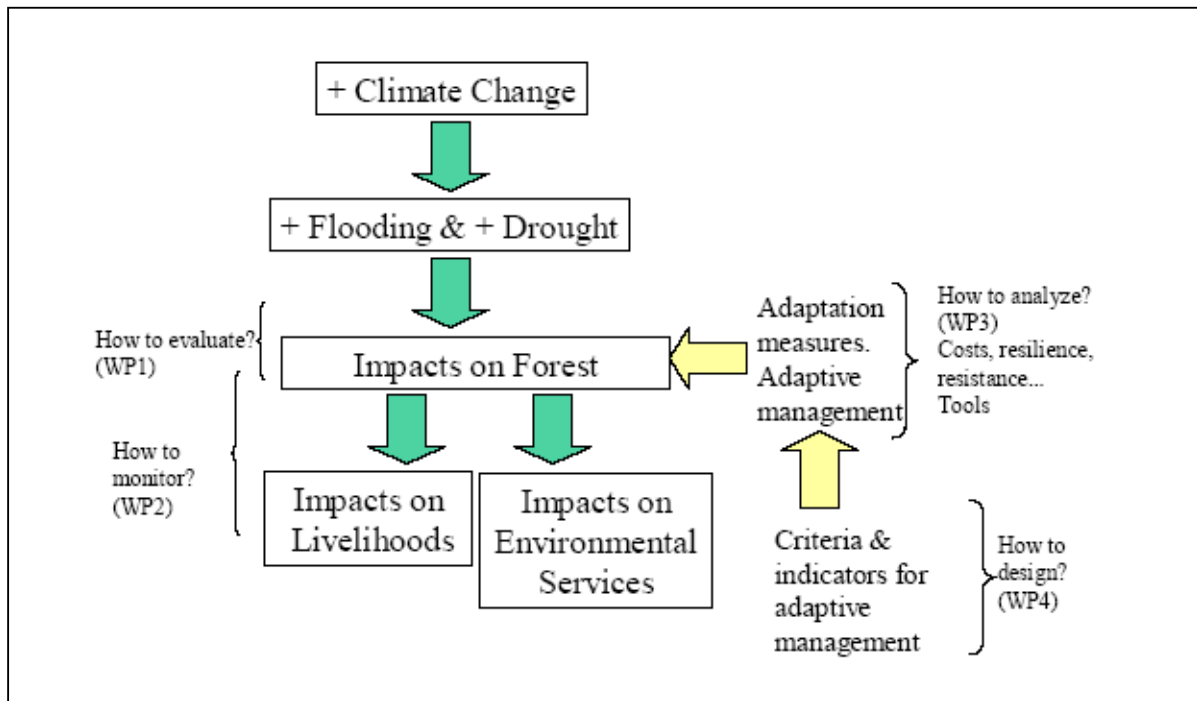 + Climate Change
+ Flooding & + Drought
How to evaluate?
(WP1)
Impacts on Forest
Adaptation
measures.
Adaptive
management
How to analyze?
(WP3)
Costs, resilience,
resistance...
Tools
How to
monitor?
(WP2)
Impacts on
Livelihoods
Impacts on
Environmental
Services
Criteria &
indicators for
adaptive
management
How to
design?
(WP4)